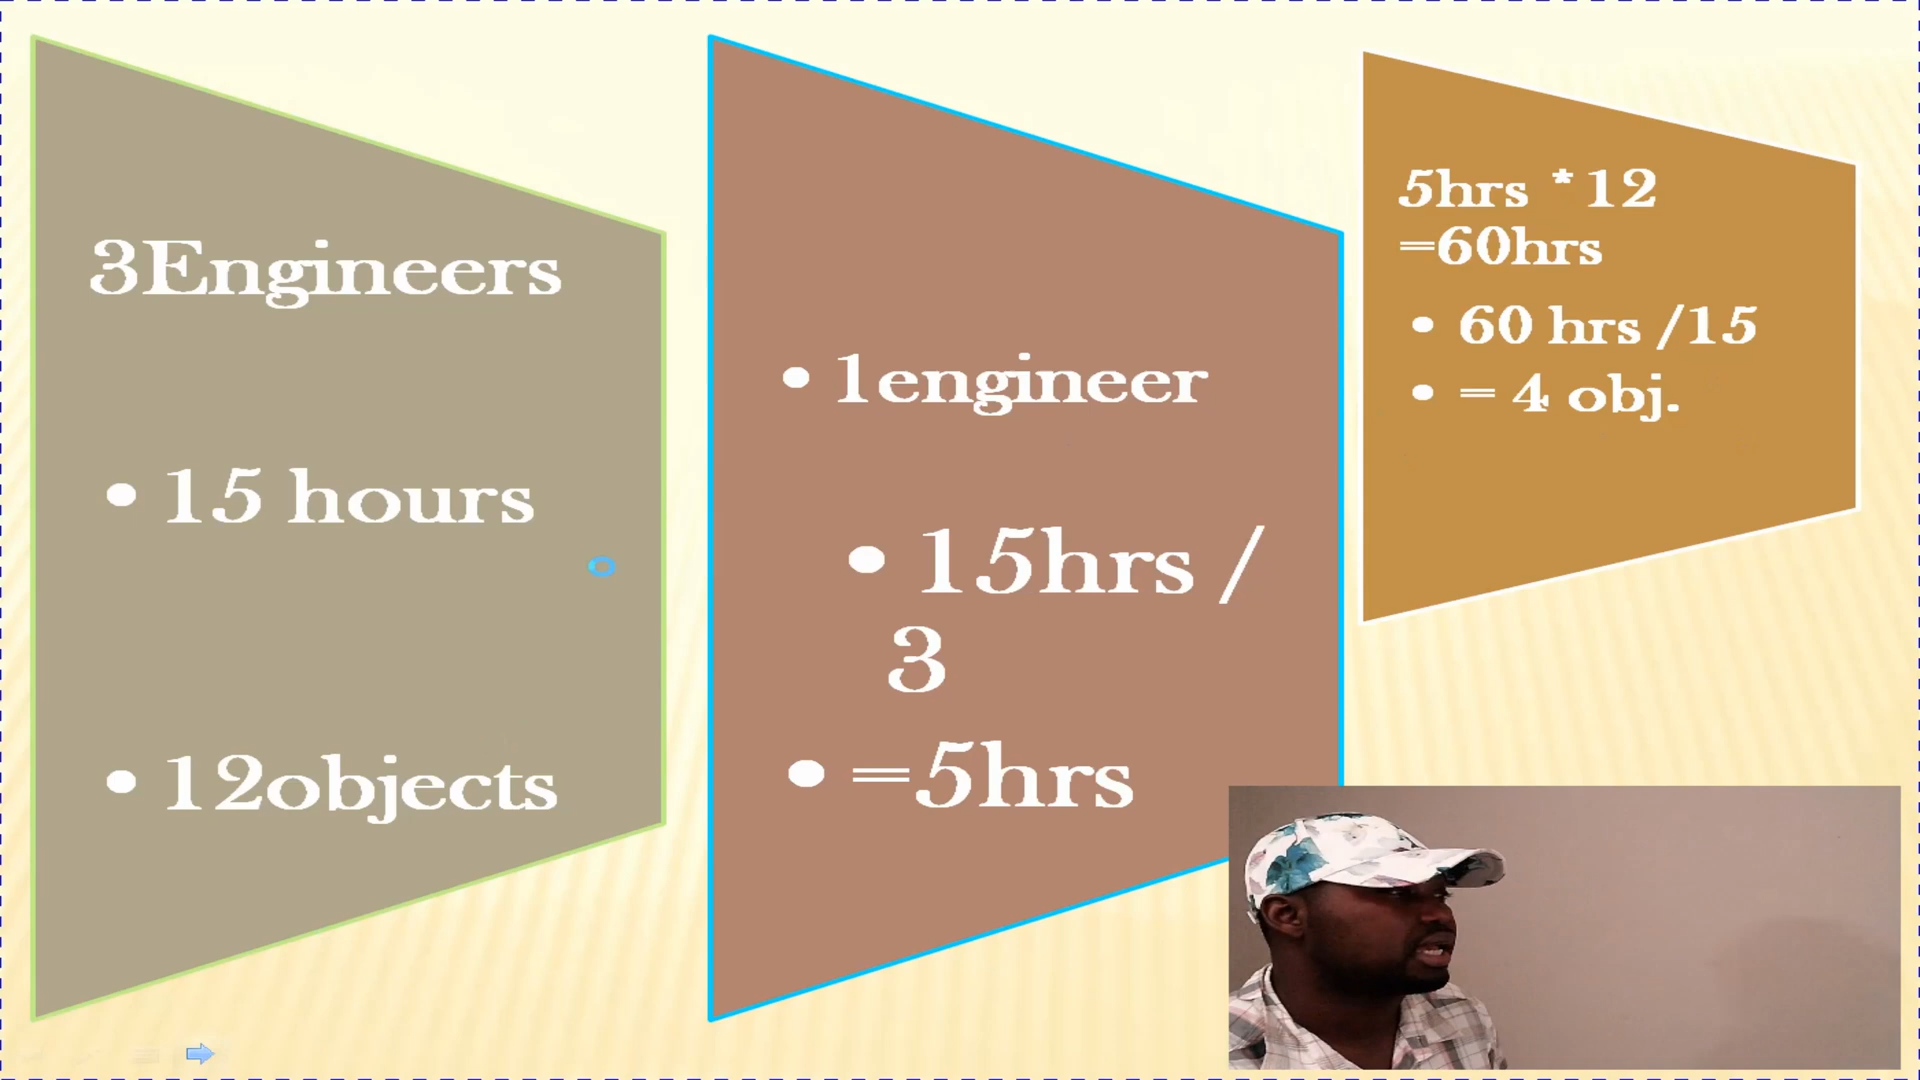 3Engineers
• 15 hours
• 12objects
• 1engineer
• 15hrs /
3
• =5hrs
5hrs *12
=60hrs
• 60 hrs /15
• = 4 obj.